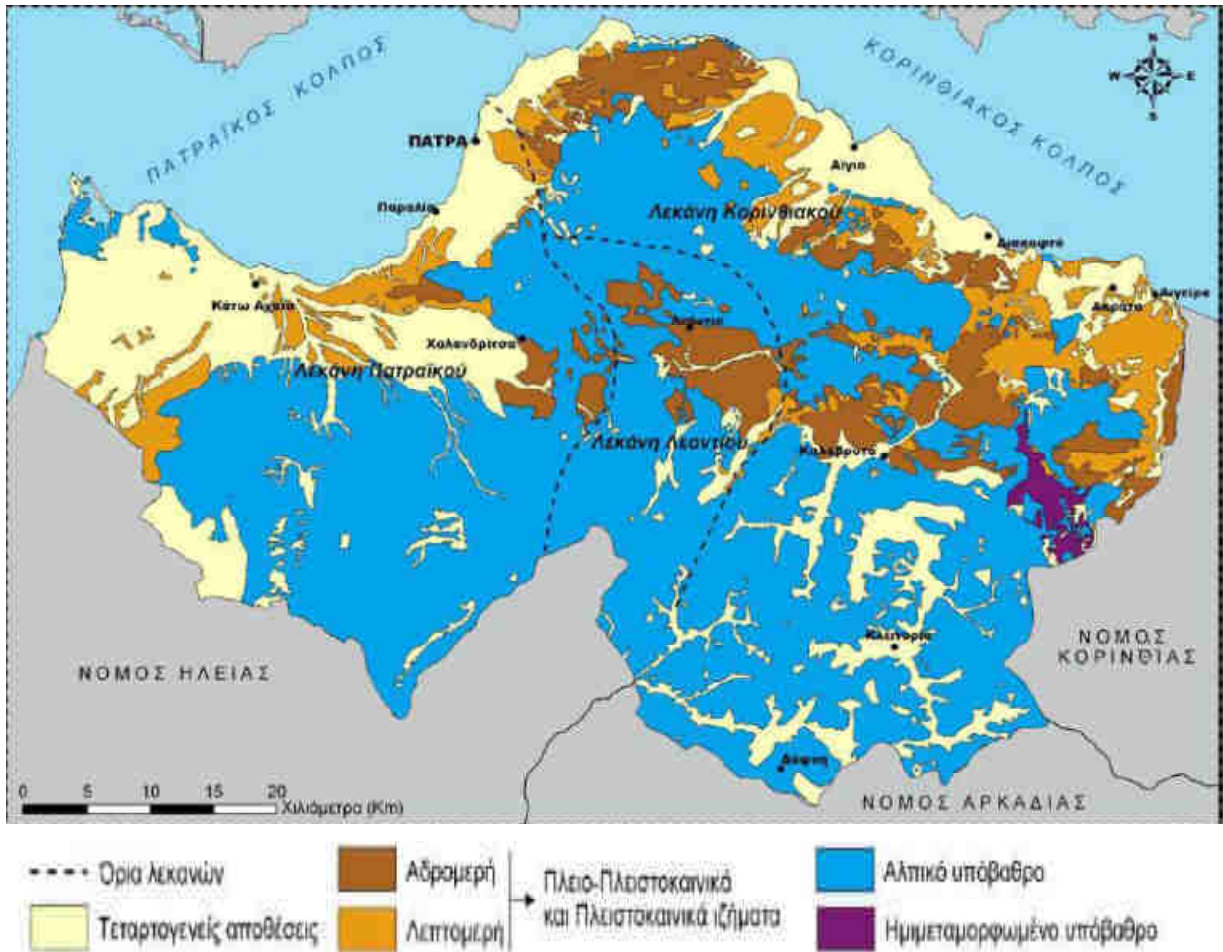 ΠΑΤΡΑΪΚΟΣ ΚΟΛΠΟΣ
ΚΟΡΙΝΘΙΑΚΟΣ ΚΟΛΠΟΣ
N
W E
S
ΠΑΤΡΑ
Αίγιο
Παραλία
Λεκάνη Κορινθιακού
Διακοφτό
Κάτω Αχαΐα
Ακράτα
Αιγείρα
Λεόντιο
Χαλανδρίτσα
Λεκάνη Πατραϊκού
Λεκάνη Λεοντίου
Καλάβρυτα
Κλειτορία
ΝΟΜΟΣ ΗΛΕΙΑΣ
ΝΟΜΟΣ
ΚΟΡΙΝΘΙΑΣ
Δάφνη
0 5 10 15 20
Χιλιόμετρα (Km)
ΝΟΜΟΣ ΑΡΚΑΔΙΑΣ
Όρια λεκανών
Τεταρτογενείς αποθέσεις
Αδρομερή
Λεπτομερή
Πλειο-Πλειστοκαινικά
και Πλειστοκαινικά ιζήματα
Αλπικό υπόβαθρο
Ημιμεταμορφωμένο υπόβαθρο